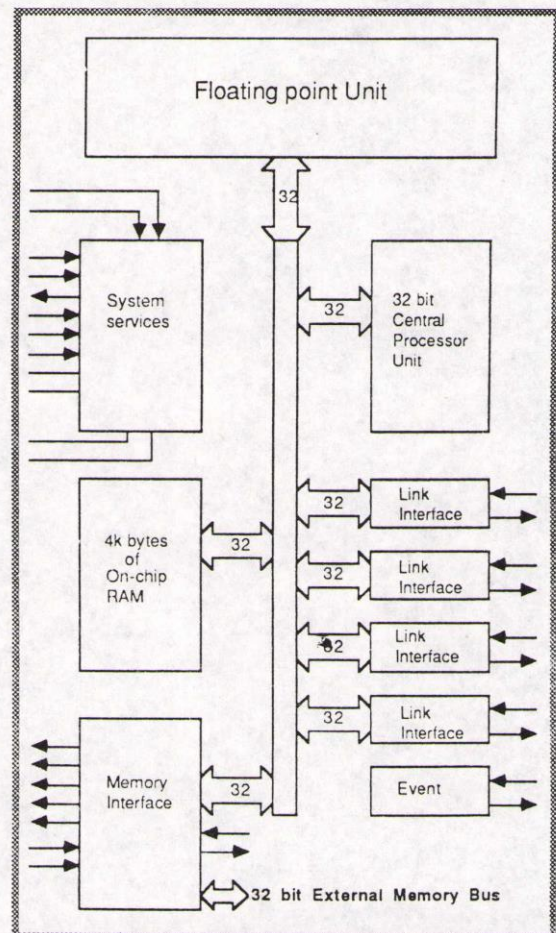 Floating point Unit
32
System
services
32
32 bit
Central
Processor
Unit
32
Link
Interface
4k bytes
of
On-chip
RAM
32
32
Link
Interface
32
Link
Interface
32
Link
Interface
Memory
Interface
32
Event
32 bit External Memory Bus